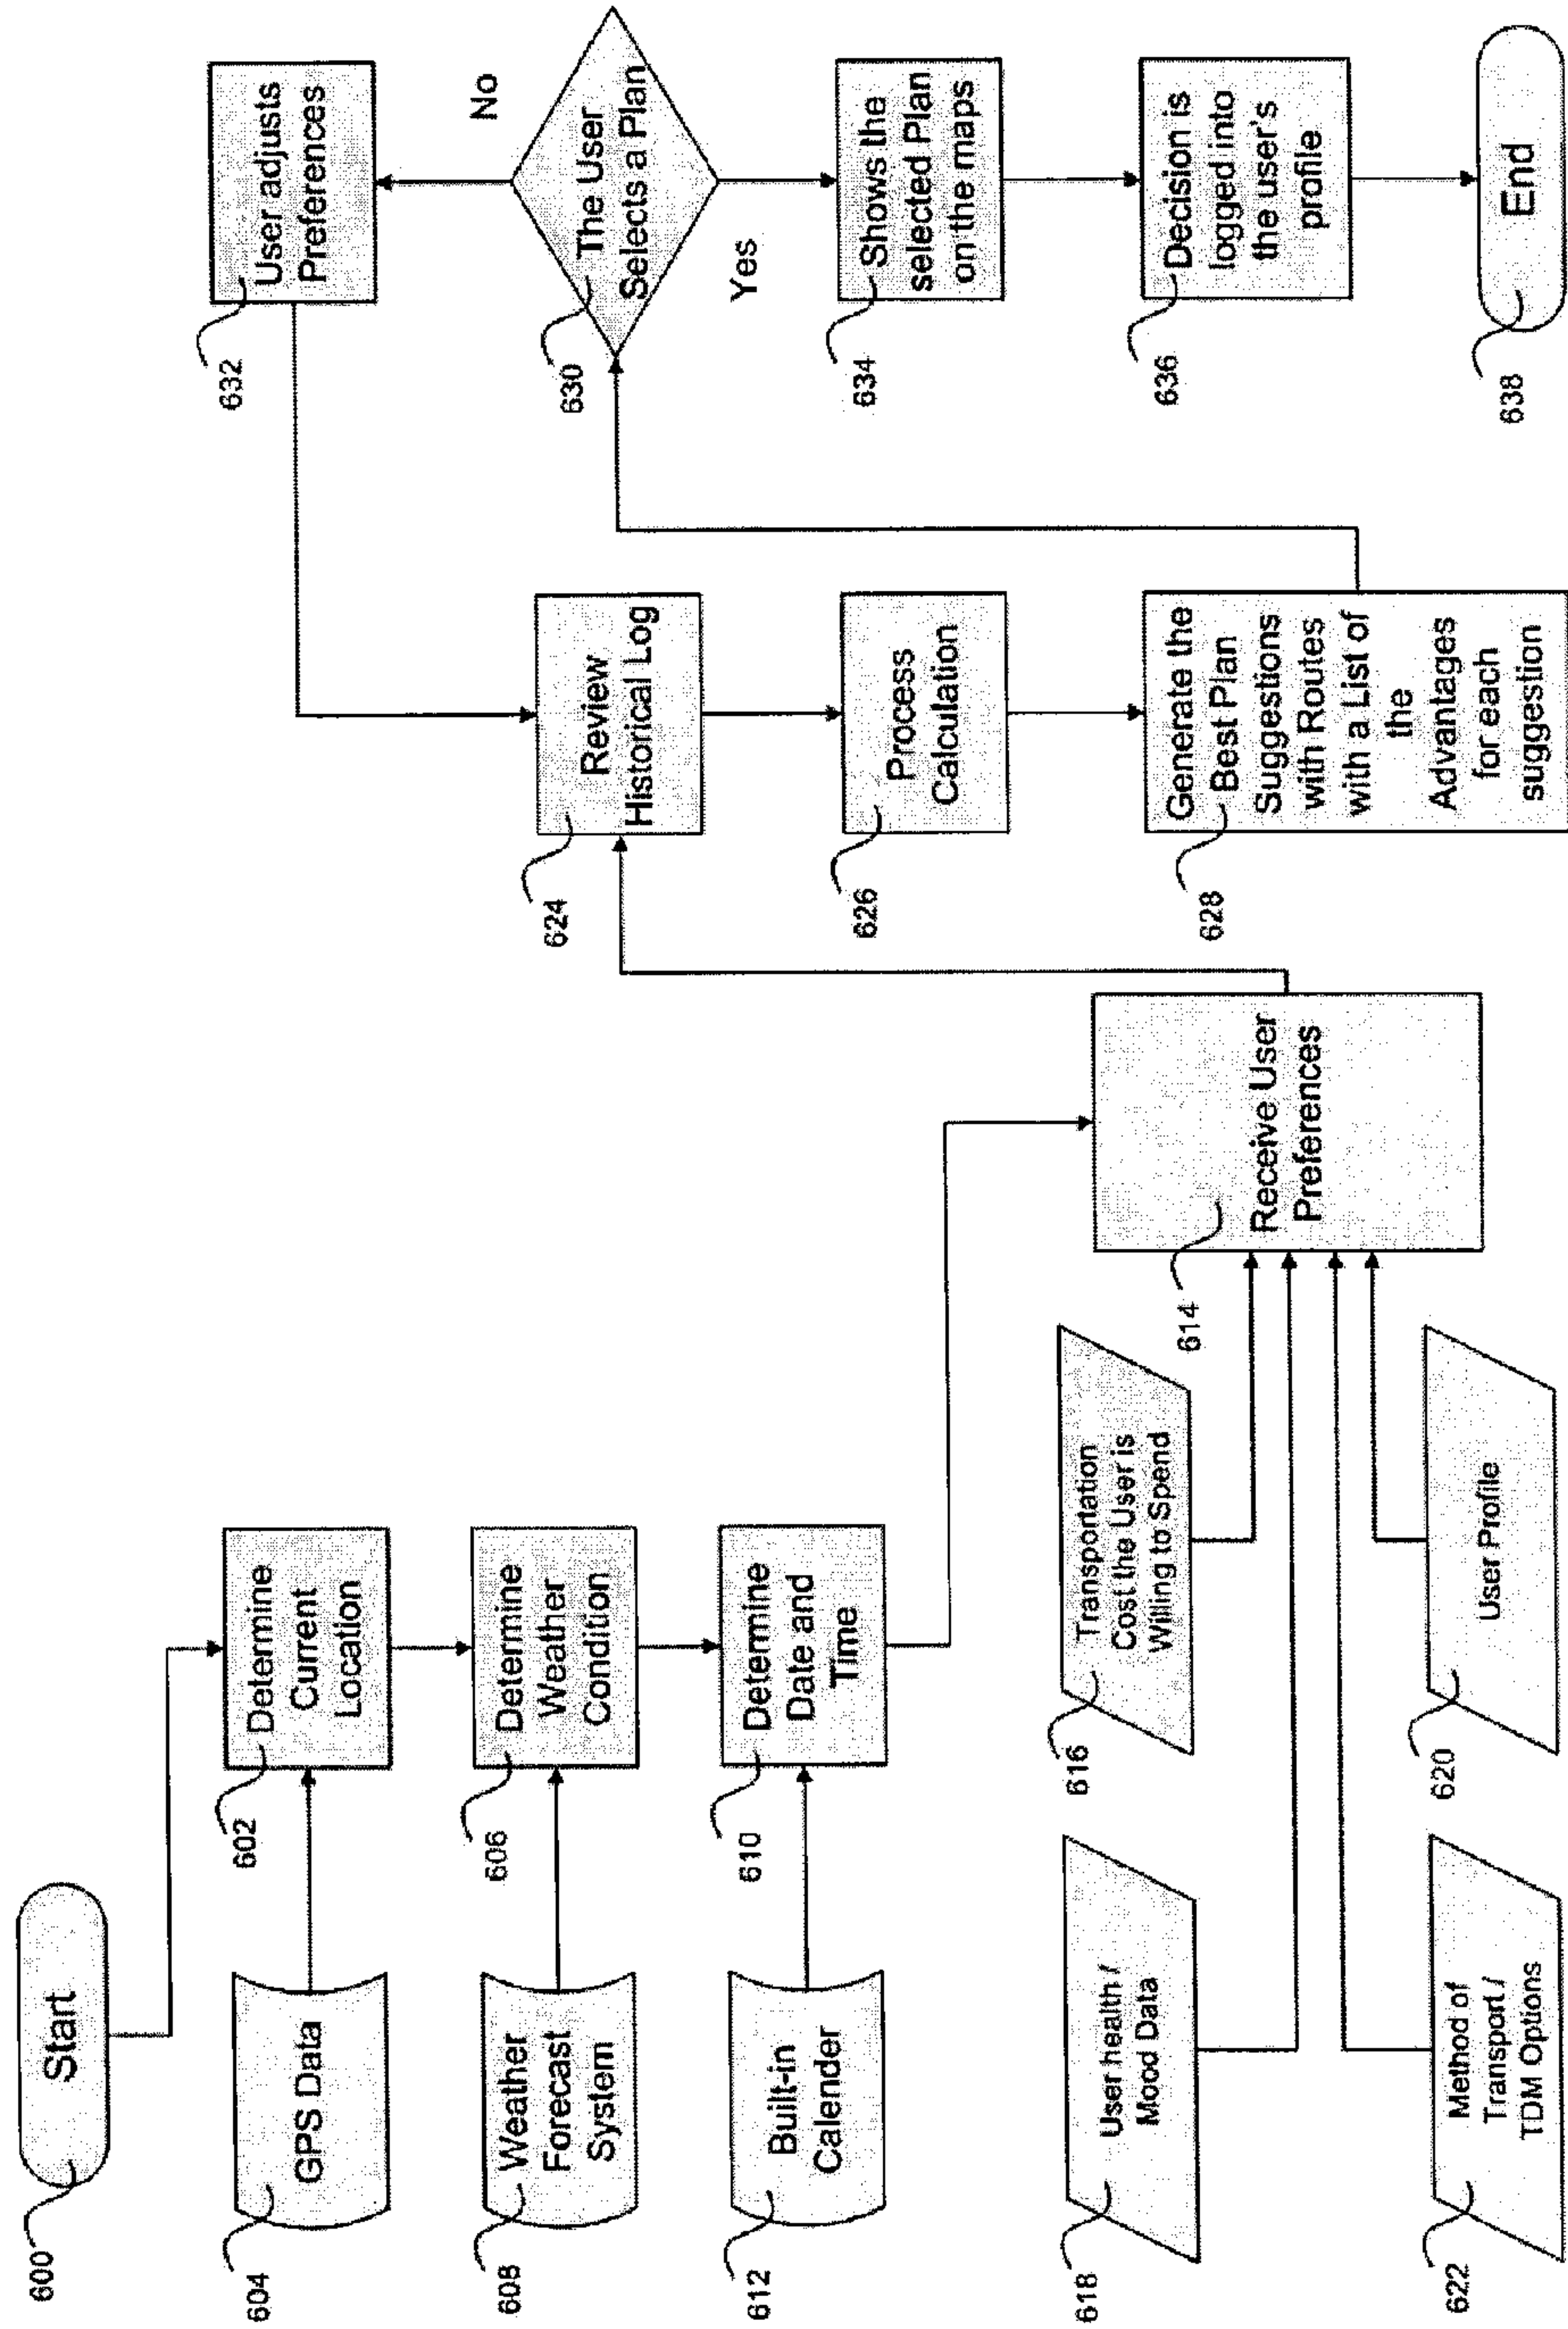 Start
600
GPS Data
604
Determine
Current
Location
602
Weather
Forecast
System
608
Determine
Weather
Condition
606
Built-in
Calender
612
Determine
Date and
Time
610
User health /
Mood Data
618
Transportation
Cost the User is
Willing to Spend
616
Method of
Transport /
TDM Options
622
User Profile
620
Receive User
Preferences
614
Review
Historical Log
624
Process
Calculation
626
Generate the
Best Plan
Suggestions
with Routes
with a List of
the
Advantages
for each
suggestion
628
User adjusts
Preferences
632
No
The User
Selects a Plan
630
Yes
Shows the
selected Plan
on the maps
634
Decision is
logged into
the user's
profile
636
End
638